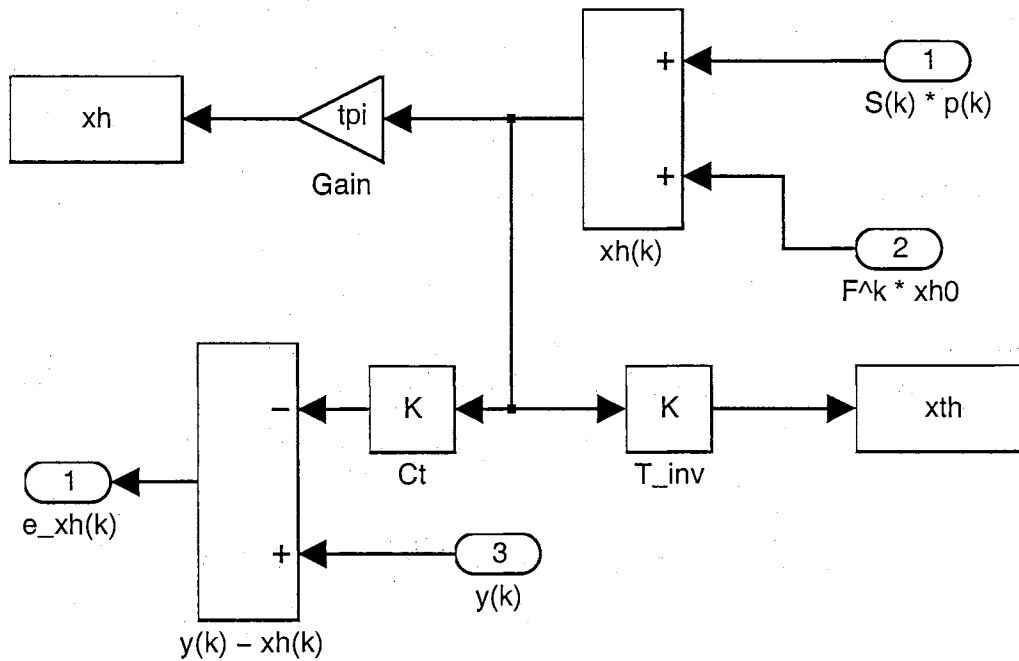 +
1
S(k) * p(k)
xh
tpi
Gain
+
xh(k)
2
F^k * xh0
−
K
Ct
K
T_inv
xth
1
e_xh(k)
+
3
y(k)
y(k) − xh(k)